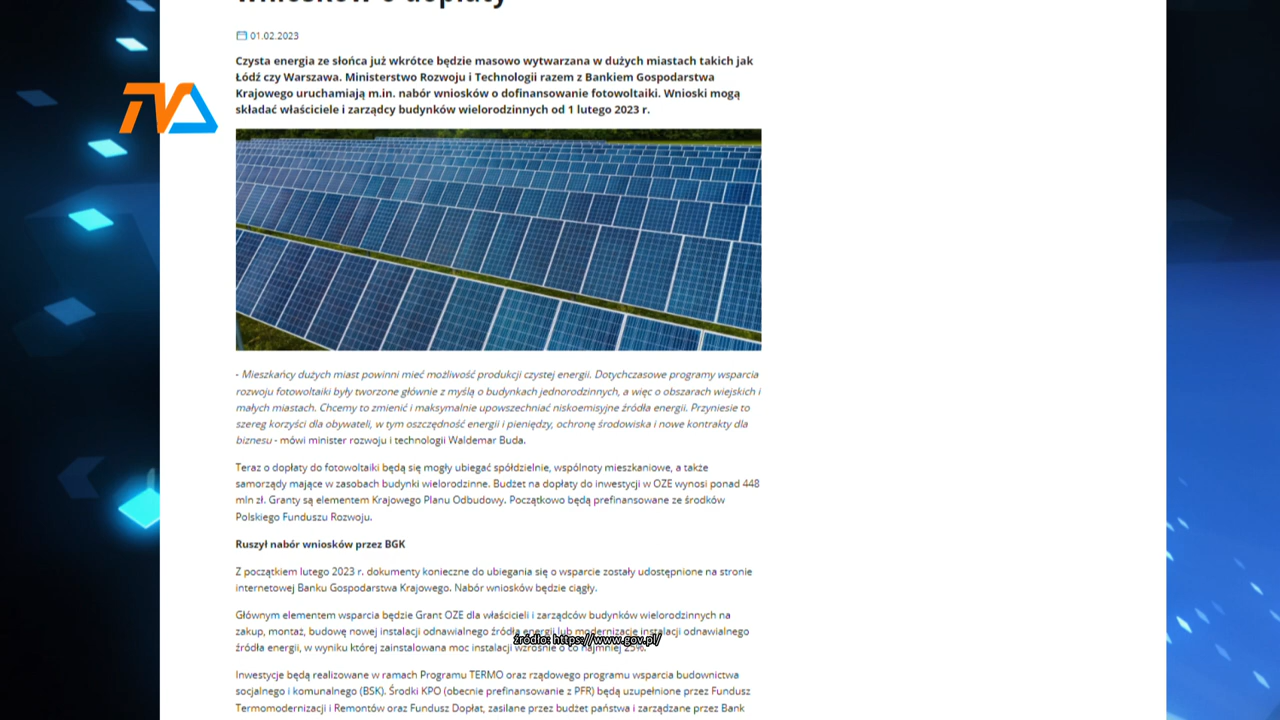 01.02.2023
Czysta energia ze słońca już wkrótce będzie masowo wytwarzana w dużych miastach takich jak
Łódź czy Warszawa. Ministerstwo Rozwoju i Technologii razem z Bankiem Gospodarstwa
Krajowego uruchamiają m.in. nabór wniosków o dofinansowanie fotowoltaiki. Wnioski mogą
składać właściciele i zarządcy budynków wielorodzinnych od 1 lutego 2023 r.
TVA
- Mieszkańcy dużych miast powinni mieć możliwość produkcji czystej energii. Dotychczasowe programy wsparcia
rozwoju fotowoltaiki były tworzone głównie z myślą o budynkach jednorodzinnych, a więc o obszarach wiejskich i
małych miastach. Chcemy to zmienić i maksymalnie upowszechniać niskoemisyjne źródła energii. Przyniesie to
szereg korzyści dla obywateli, w tym oszczędność energii i pieniędzy, ochronę środowiska i nowe kontrakty dla
biznesu - mówi minister rozwoju i technologii Waldemar Buda.
Teraz o dopłaty do fotowoltaiki będą się mogły ubiegać spółdzielnie, wspólnoty mieszkaniowe, a także
samorządy mające w zasobach budynki wielorodzinne. Budżet na dopłaty do inwestycji w OZE wynosi ponad 448
mln zł. Granty są elementem Krajowego Planu Odbudowy. Początkowo będą prefinansowane ze środków
Polskiego Funduszu Rozwoju.
Ruszył nabór wniosków przez BGK
Z początkiem lutego 2023 r. dokumenty konieczne do ubiegania się o wsparcie zostały udostępnione na stronie
internetowej Banku Gospodarstwa Krajowego. Nabór wniosków będzie ciągły.
Głównym elementem wsparcia będzie Grant OZE dla właścicieli i zarządców budynków wielorodzinnych na
zakup, montaż, budowę nowej instalacji odnawialnego źródła energii lub modernizację instalacji odnawialnego
źródło: https://www.gov.pl/
źródła energii, w wyniku której zainstalowana moc instalacji wzrośnie o co najmniej 25%.
Inwestycje będą realizowane w ramach Programu TERMO oraz rządowego programu wsparcia budownictwa
socjalnego i komunalnego (BSK). Środki KPO (obecnie prefinansowanie z PFR) będą uzupełnione przez Fundusz
Termomodernizacji i Remontów oraz Fundusz Dopłat, zasilane przez budżet państwa i zarządzane przez Bank